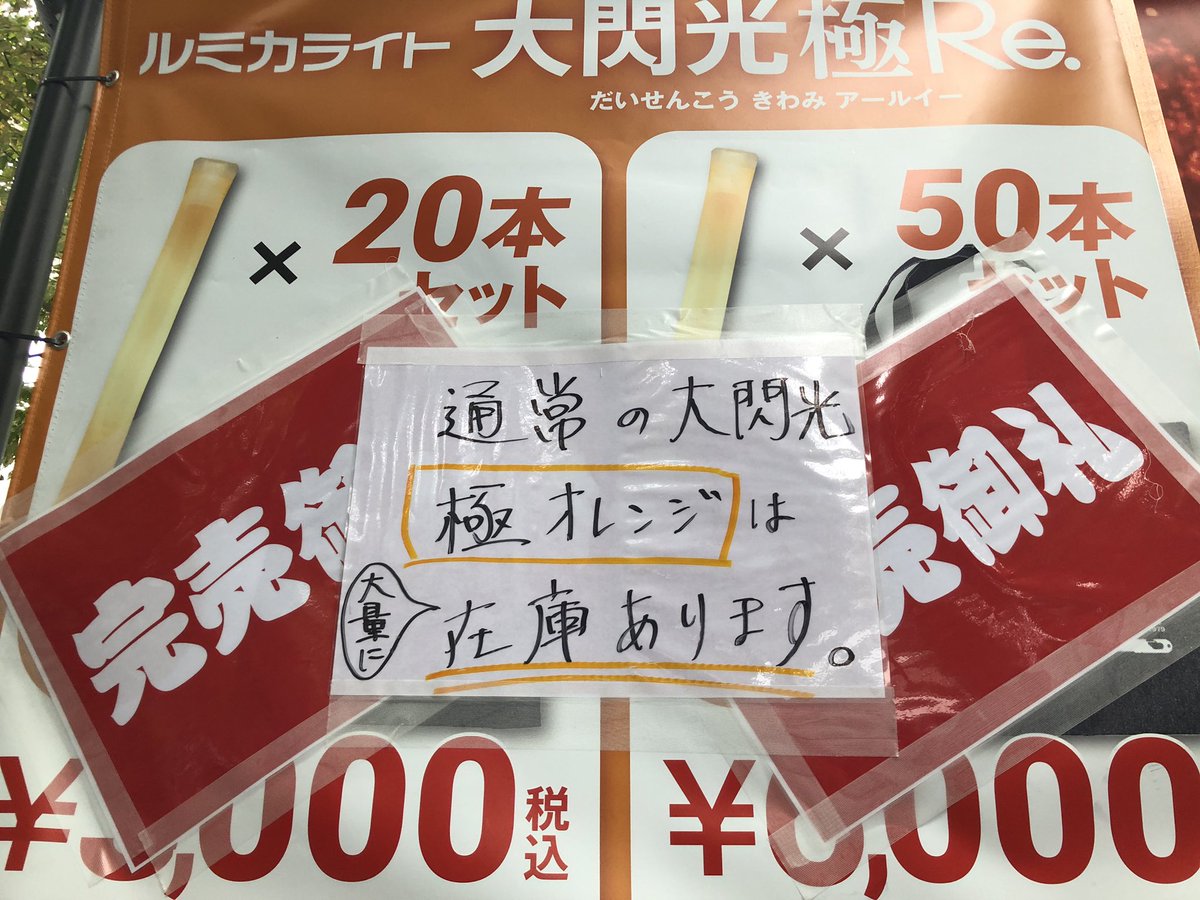 ルミカライト 大閃光極Re.
だいせんこう きわみ アールイー
× 20本
セット
× 50本
セット
完売御
売御礼
通常の大閃光
極オレンジは
大量に
在庫あります。
,000 税込
¥ ,000